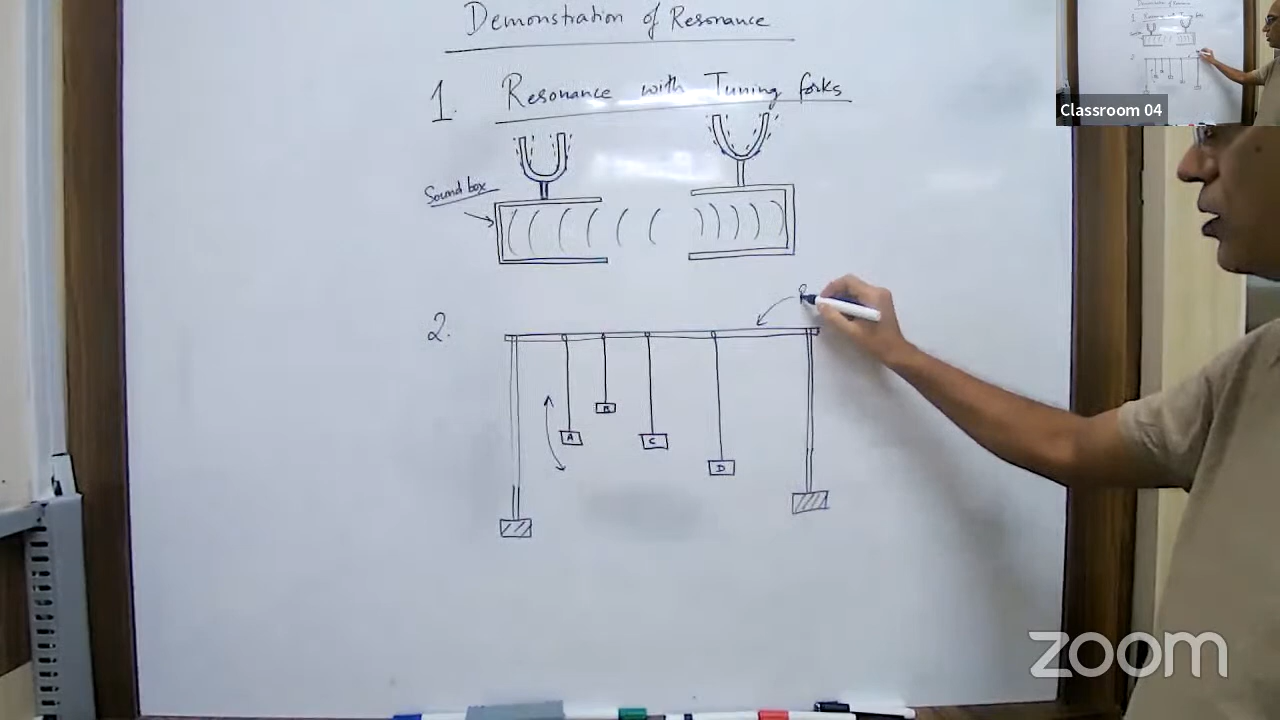 Demonstration of Resonance
1. Resonance with Tuning forks
Sound box
2.
A
B
C
D
Classroom 04
zoom